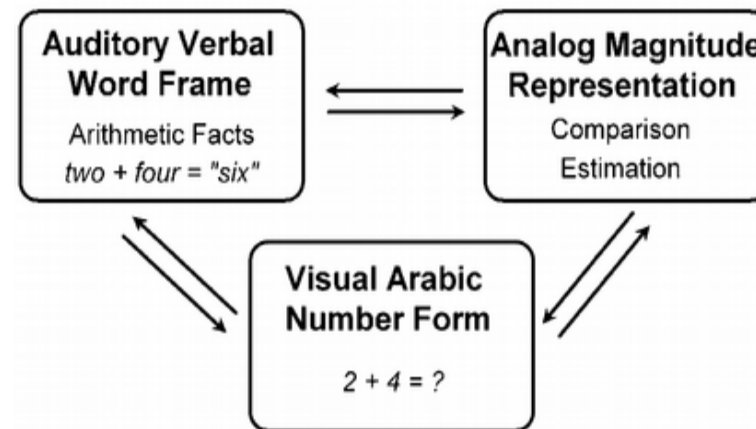 Auditory Verbal
Word Frame
Arithmetic Facts
two + four = "six"
Analog Magnitude
Representation
Comparison
Estimation
Visual Arabic
Number Form
2 + 4 = ?